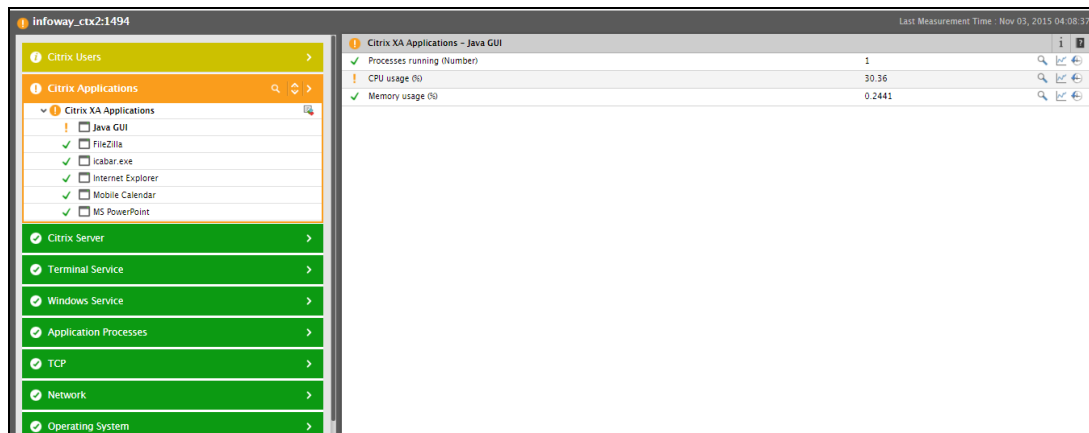 infoway_ctx2:1494
Last Measurement Time : Nov 03, 2015 04:08:37
Citrix Users
Citrix Applications
Citrix XA Applications
Java GUI
FileZilla
icabar.exe
Internet Explorer
Mobile Calendar
MS PowerPoint
Citrix Server
Terminal Service
Windows Service
Application Processes
TCP
Network
Operating System
Citrix XA Applications – Java GUI
Processes running (Number) 1
CPU usage (%) 30.36
Memory usage (%) 0.2441